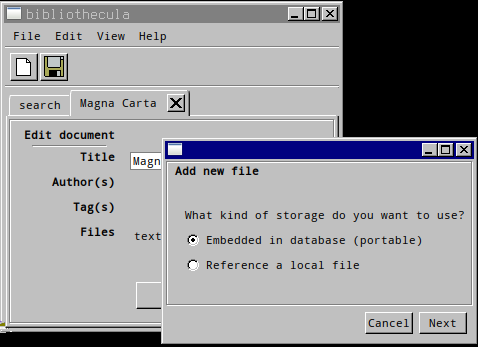 bibliothecula
File Edit View Help
search Magna Carta
Edit document
Title
Magn
Author(s)
Tag(s)
Files
text
Add new file
What kind of storage do you want to use?
Embedded in database (portable)
Reference a local file
Cancel Next